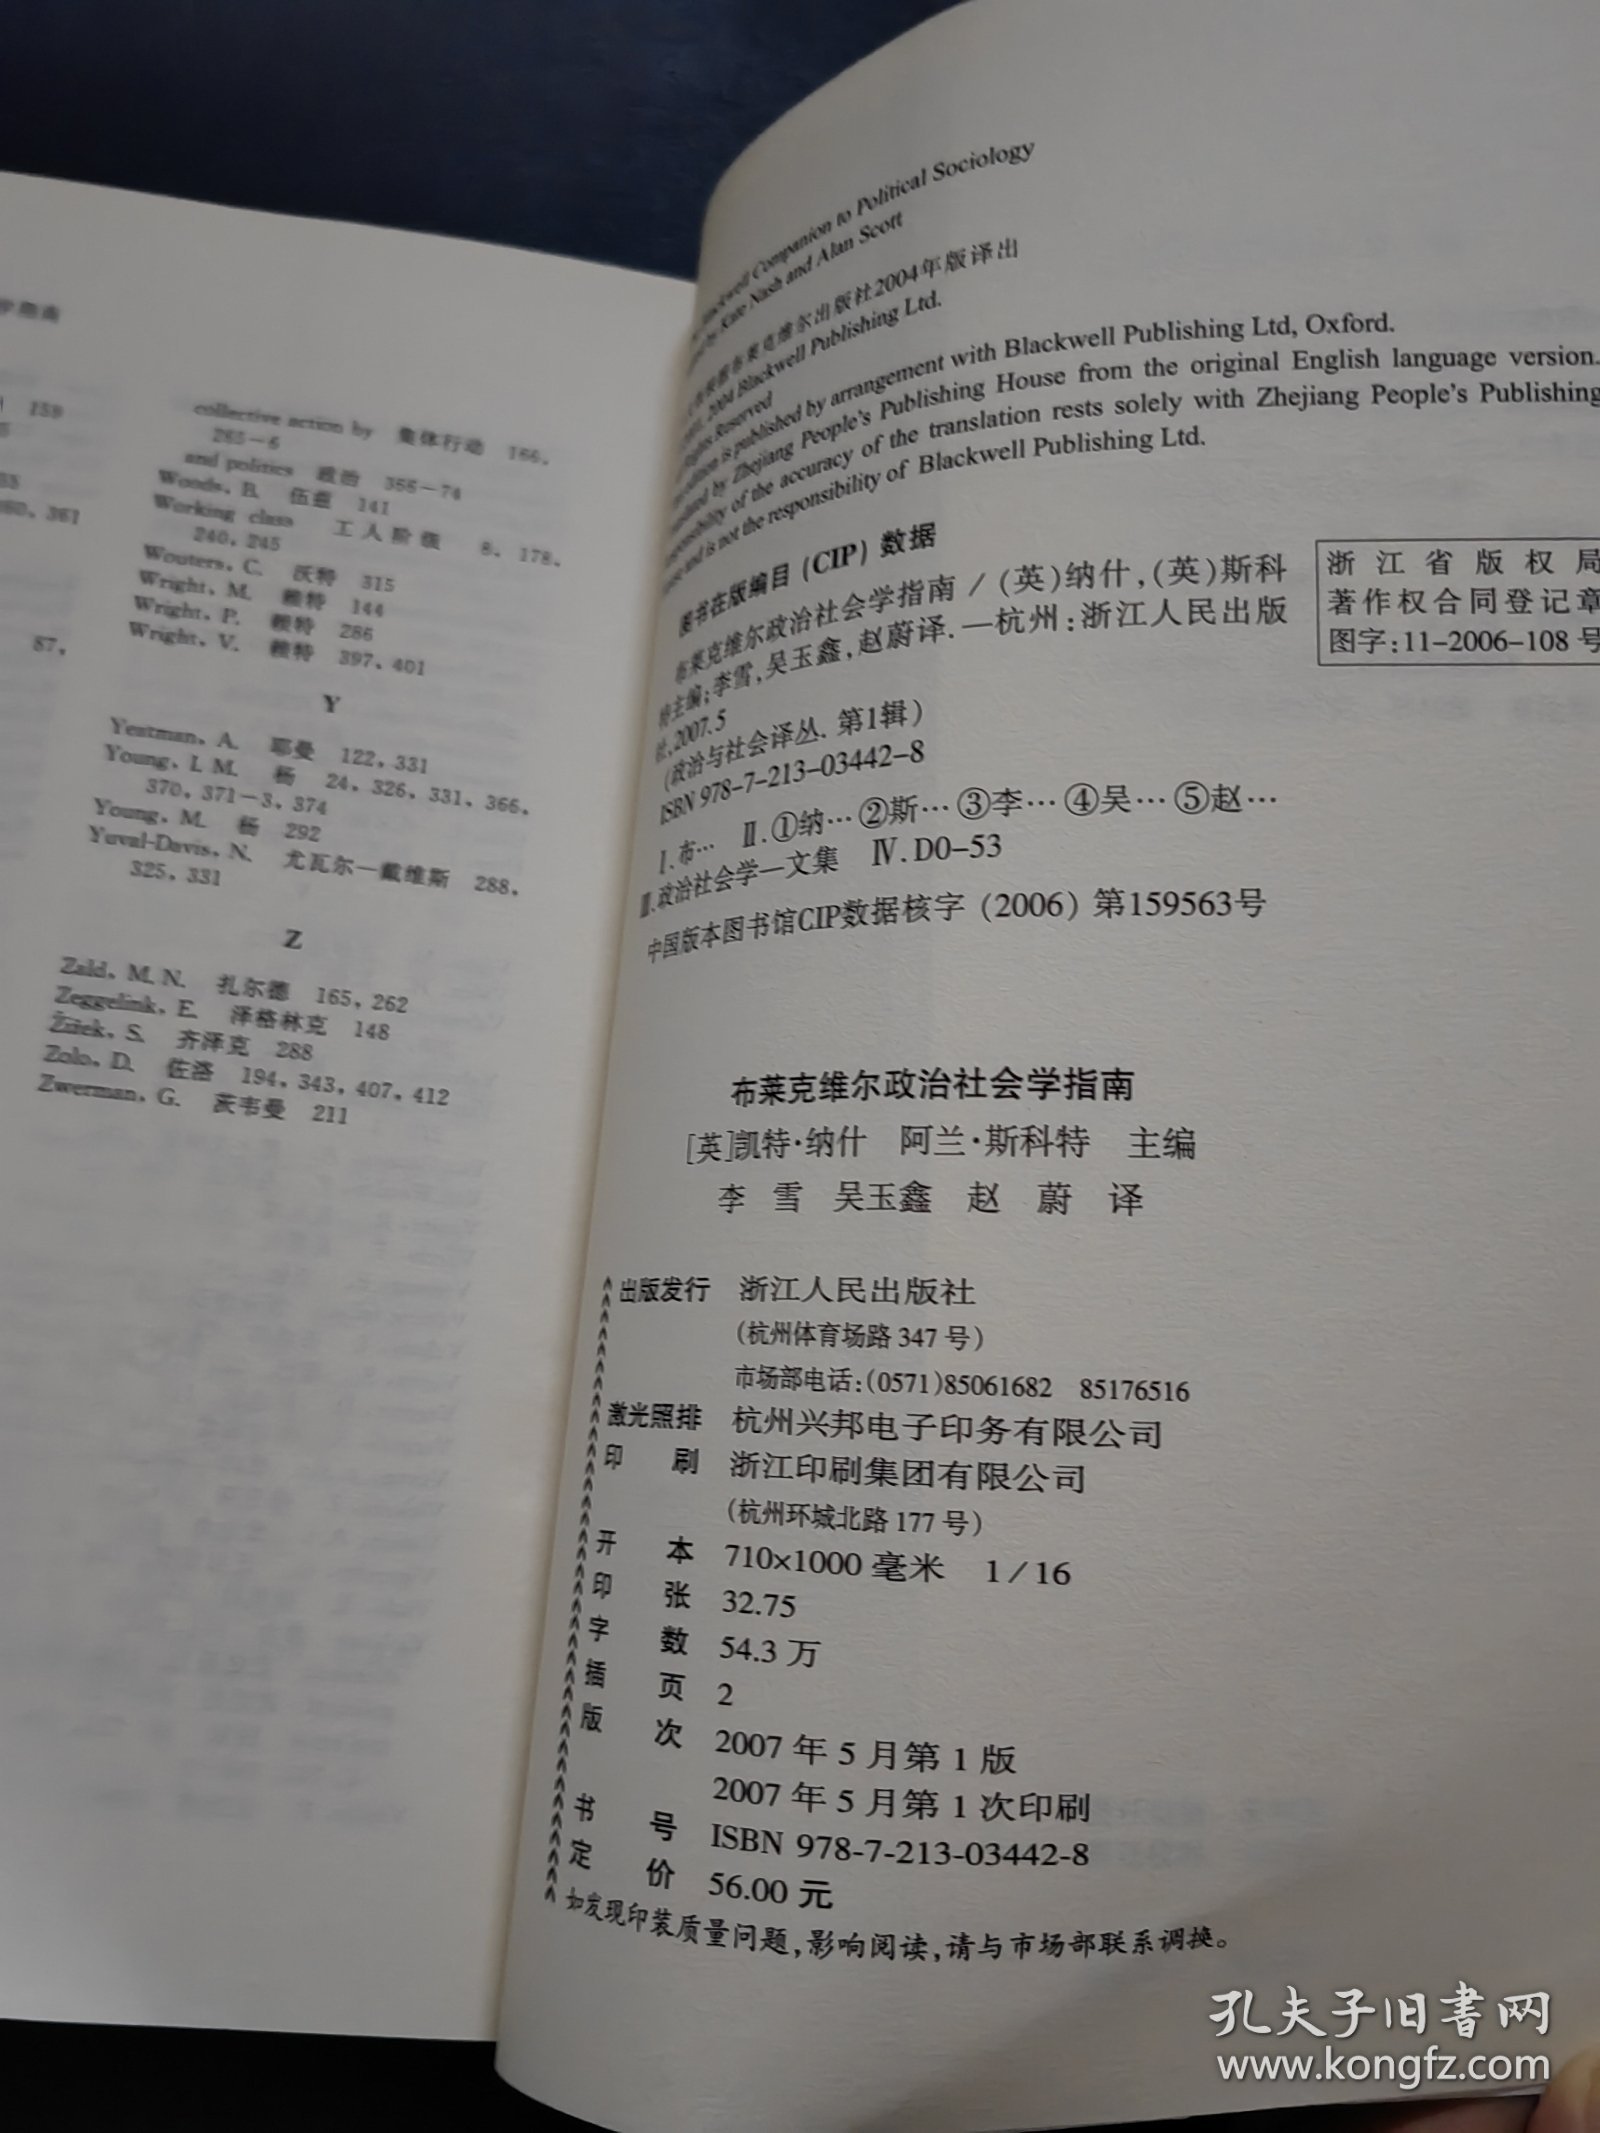 学指南
159
360, 361
87,
collective action by 集体行动 166,
265-6
and politics 政治 356-74
Woods, B. 伍兹 141
Working class 工人阶级 8, 178,
240, 245
Wouters, C. 沃特 315
Wright, M. 赖特 144
Wright, P. 赖特 286
Wright, V. 赖特 397, 401
Y
Yeatman, A. 耶曼 122, 331
Young, I. M. 杨 24, 326, 331, 366,
370, 371-3, 374
Young, M. 杨 292
Yuval-Davis, N. 尤瓦尔—戴维斯 288,
325, 331
Z
Zald, M. N. 扎尔德 165, 262
Zeggelink, E. 泽格林克 148
Žižek, S. 齐泽克 288
Zolo, D. 佐洛 194, 343, 407, 412
Zwerman, G. 茨韦曼 211
Blackwell Companion to Political Sociology
by Kate Nash and Alan Scott
布莱克维尔出版社2004年版译出
2004 Blackwell Publishing Ltd.
Rights Reserved
edition is published by arrangement with Blackwell Publishing Ltd, Oxford.
by Zhejiang People's Publishing House from the original English language version.
of the accuracy of the translation rests solely with Zhejiang People's Publishing
and is not the responsibility of Blackwell Publishing Ltd.
图书在版编目(CIP)数据
布莱克维尔政治社会学指南/(英)纳什,(英)斯科
特主编;李雪,吴玉鑫,赵蔚译.—杭州:浙江人民出版
社,2007.5
(政治与社会译丛.第1辑)
ISBN 978-7-213-03442-8
Ⅰ.布… Ⅱ.①纳…②斯…③李…④吴…⑤赵…
Ⅲ.政治社会学—文集 Ⅳ.D0-53
中国版本图书馆CIP数据核字(2006)第159563号
浙江省版权局
著作权合同登记章
图字:11-2006-108号
布莱克维尔政治社会学指南
[英]凯特·纳什 阿兰·斯科特 主编
李 雪 吴玉鑫 赵 蔚 译
出版发行 浙江人民出版社
(杭州体育场路347号)
市场部电话:(0571)85061682 85176516
激光照排 杭州兴邦电子印务有限公司
印 刷 浙江印刷集团有限公司
(杭州环城北路177号)
开 本 710×1000毫米 1/16
印 张 32.75
字 数 54.3万
插 页 2
版 次 2007年5月第1版
2007年5月第1次印刷
书 号 ISBN 978-7-213-03442-8
定 价 56.00元
如发现印装质量问题,影响阅读,请与市场部联系调换。
孔夫子旧书网
www.kongfz.com